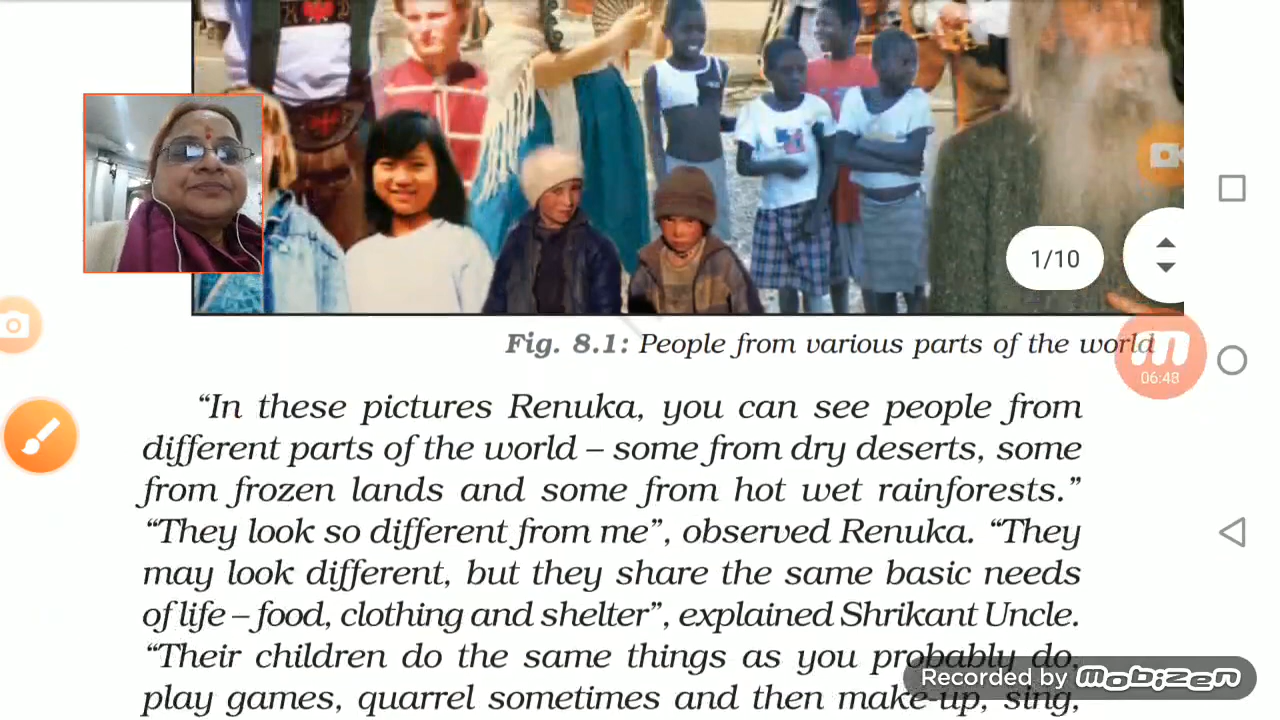 1/10
Fig. 8.1: People from various parts of the world
06:48
“In these pictures Renuka, you can see people from
different parts of the world – some from dry deserts, some
from frozen lands and some from hot wet rainforests.”
“They look so different from me”, observed Renuka. “They
may look different, but they share the same basic needs
of life – food, clothing and shelter”, explained Shrikant Uncle.
“Their children do the same things as you probably do,
play games, quarrel sometimes and then make-up, sing,
Recorded by mobizen